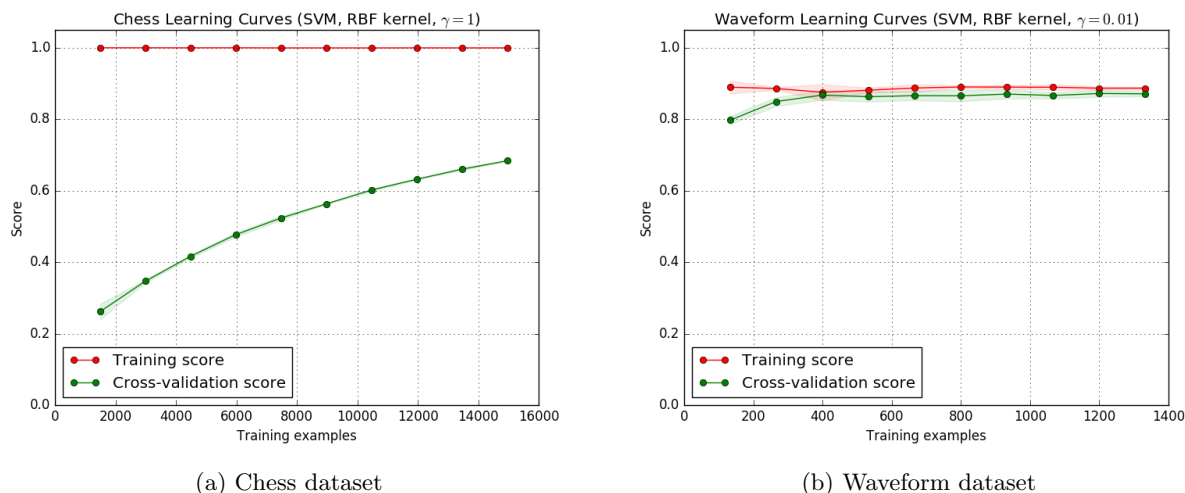 Chess Learning Curves (SVM, RBF kernel, γ = 1)
1.0
0.8
0.6
0.4
0.2
0.0
Score
Training score
Cross-validation score
0 2000 4000 6000 8000 10000 12000 14000 16000
Training examples
(a) Chess dataset
Waveform Learning Curves (SVM, RBF kernel, γ = 0.01)
1.0
0.8
0.6
0.4
0.2
0.0
Score
Training score
Cross-validation score
0 200 400 600 800 1000 1200 1400
Training examples
(b) Waveform dataset